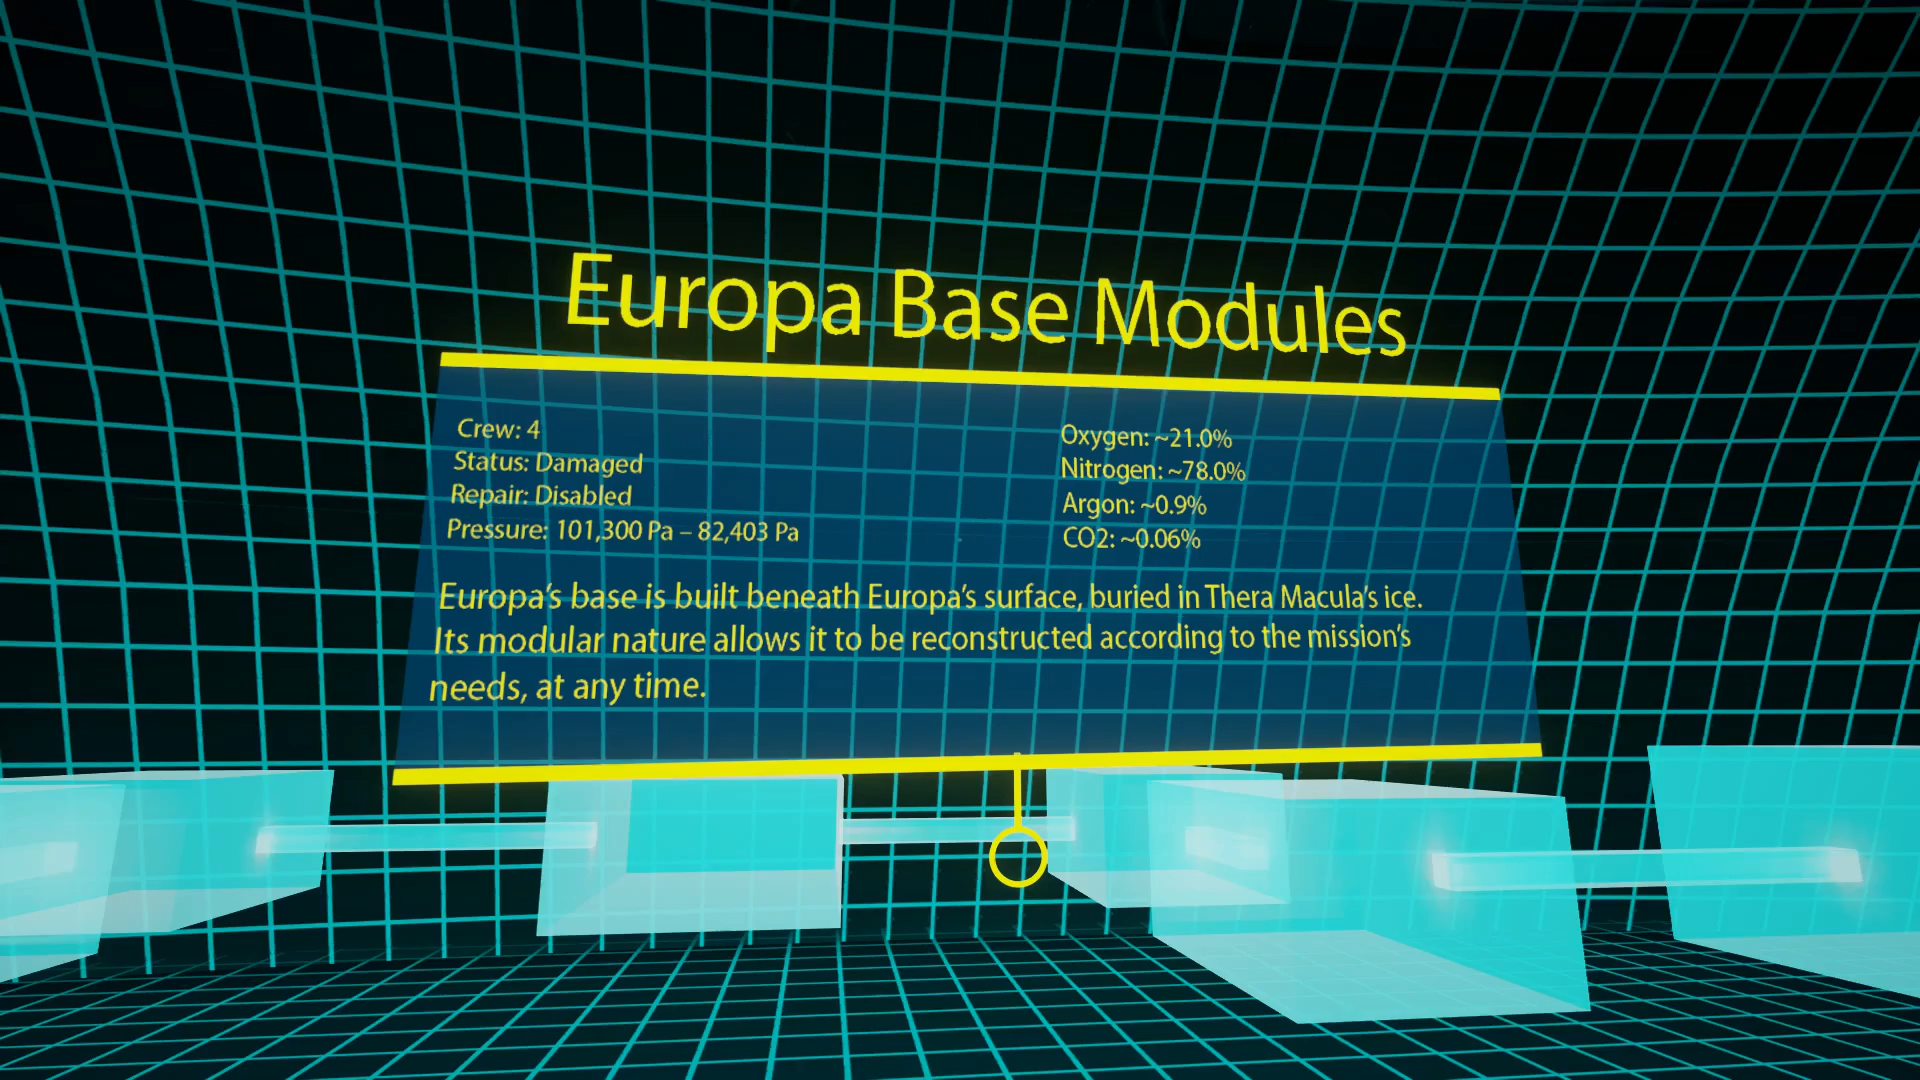 Europa Base Modules
Crew: 4
Status: Damaged
Repair: Disabled
Pressure: 101,300 Pa – 82,403 Pa
Oxygen: ~21.0%
Nitrogen: ~78.0%
Argon: ~0.9%
CO2: ~0.06%
Europa's base is built beneath Europa's surface, buried in Thera Macula's ice.
Its modular nature allows it to be reconstructed according to the mission's
needs, at any time.